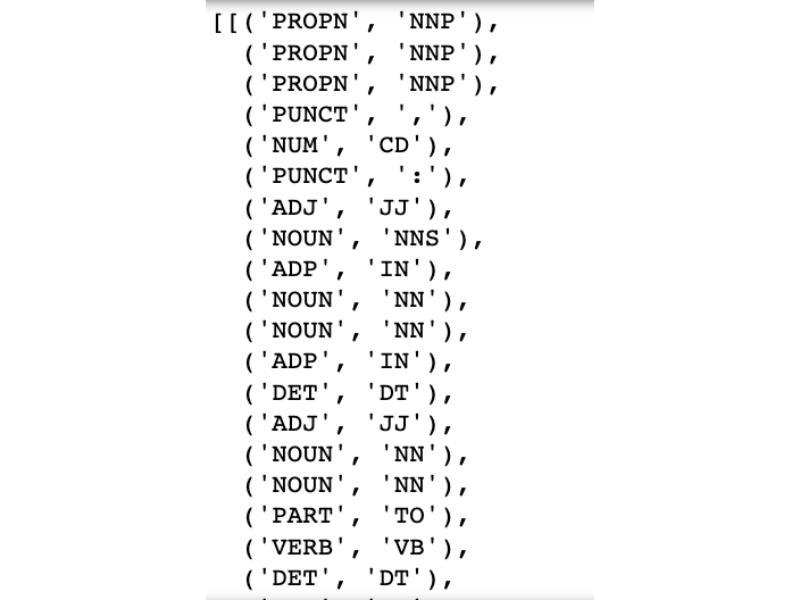 [[('PROPN', 'NNP'),
('PROPN', 'NNP'),
('PROPN', 'NNP'),
('PUNCT', ','),
('NUM', 'CD'),
('PUNCT', ':'),
('ADJ', 'JJ'),
('NOUN', 'NNS'),
('ADP', 'IN'),
('NOUN', 'NN'),
('NOUN', 'NN'),
('ADP', 'IN'),
('DET', 'DT'),
('ADJ', 'JJ'),
('NOUN', 'NN'),
('NOUN', 'NN'),
('PART', 'TO'),
('VERB', 'VB'),
('DET', 'DT'),